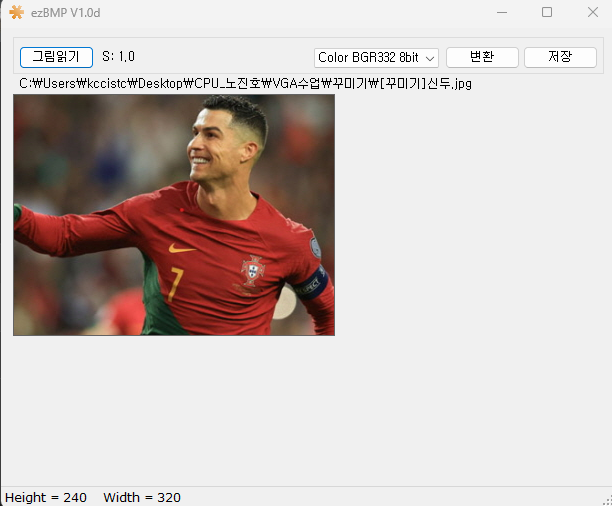 ezBMP V1.0d
그림읽기 S: 1,0 Color BGR332 8bit 변환 저장
C:₩Users₩kccistc₩Desktop₩CPU_노진호₩VGA수업₩꾸미기₩[꾸미기]신두,jpg
7
RESPECT
Height = 240 Width = 320